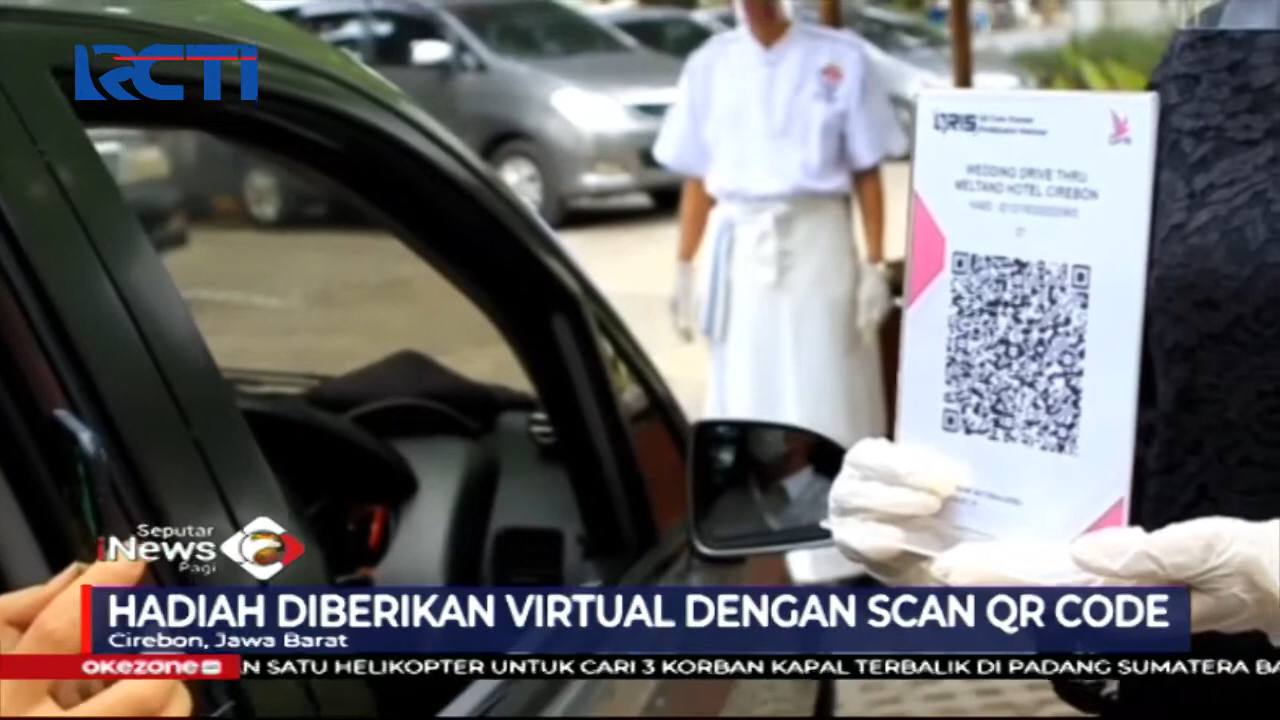 RCTI
QRIS
WEDDING DRIVE THRU
HOTEL CIREBON
Seputar
iNews
Pagi
HADIAH DIBERIKAN VIRTUAL DENGAN SCAN QR CODE
Cirebon, Jawa Barat
okezone
AN SATU HELIKOPTER UNTUK CARI 3 KORBAN KAPAL TERBALIK DI PADANG SUMATERA BA